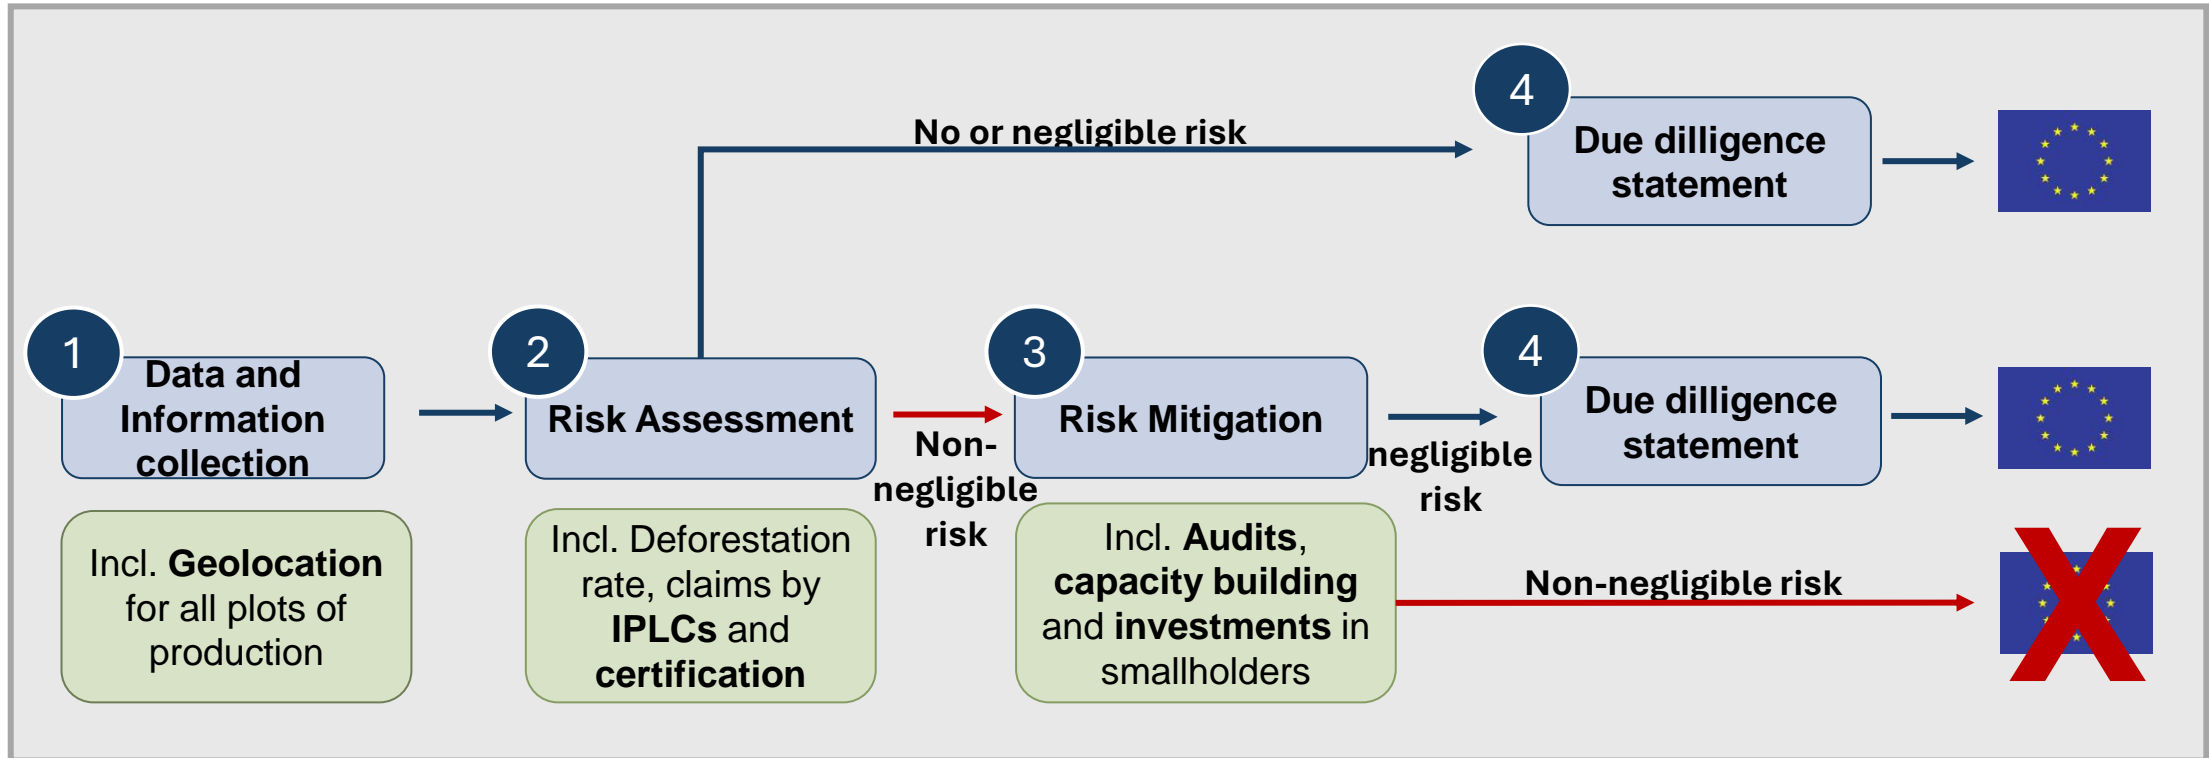 4
No or negligible risk
Due dilligence
statement
1
Data and
Information
collection
2
Risk Assessment
Non-
negligible
risk
3
Risk Mitigation
negligible
risk
4
Due dilligence
statement
Incl. Geolocation
for all plots of
production
Incl. Deforestation
rate, claims by
IPLCs and
certification
Incl. Audits,
capacity building
and investments in
smallholders
Non-negligible risk
X